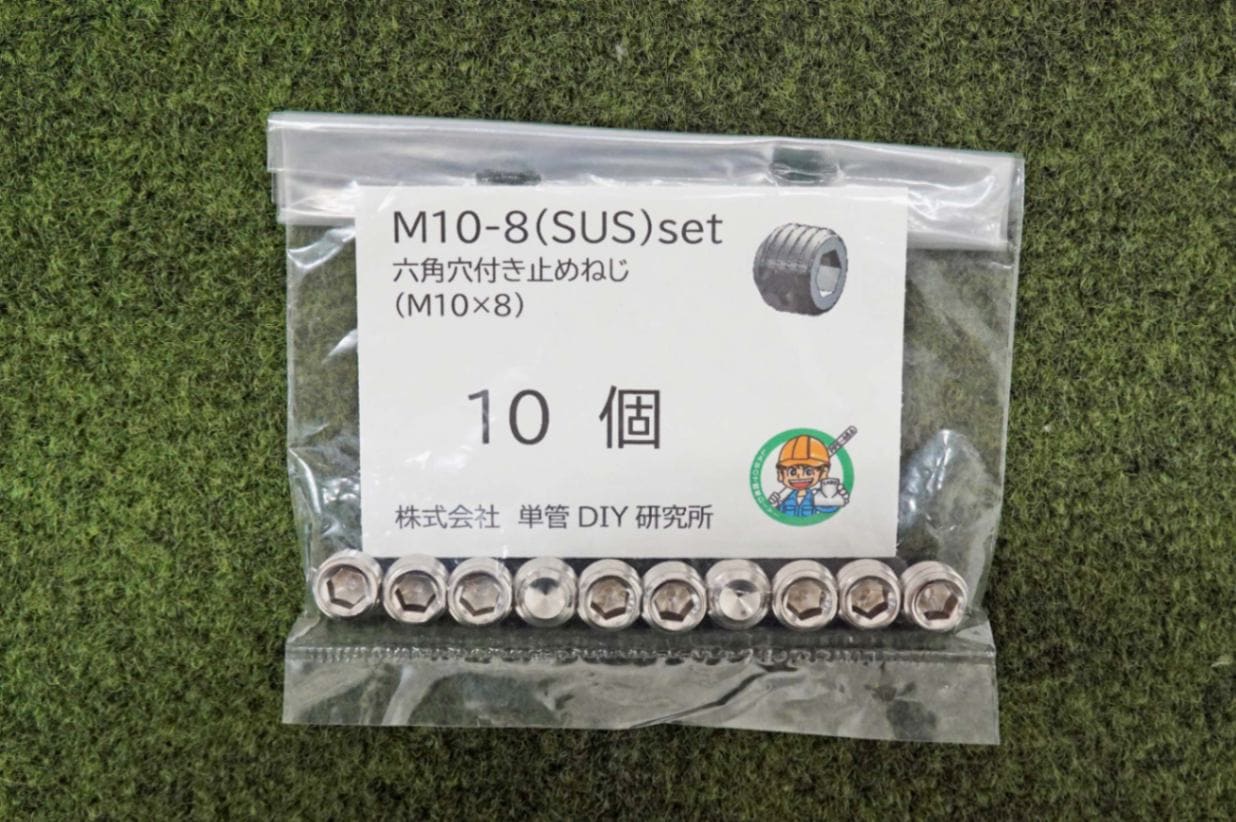 M10-8(SUS)set
六角穴付き止めねじ
(M10×8)
10 個
株式会社 単管 DIY 研究所